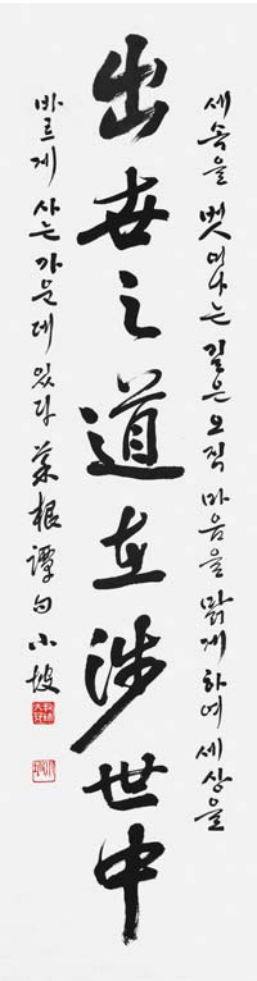 出世之道在涉世中
세속을 벗어나는 길은 오직 마음을 맑게 하여 세상을
바르게 사는 가운데 있다 菜根譚句 小坡